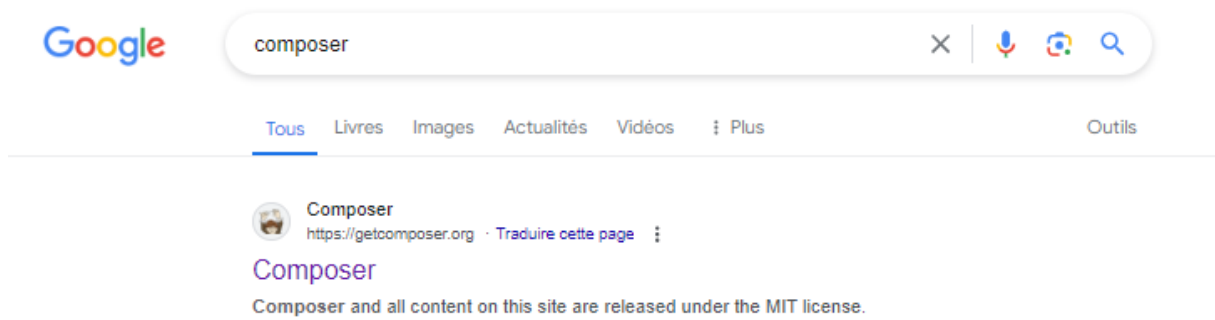 Google composer
Tous Livres Images Actualités Vidéos Plus Outils
Composer
https://getcomposer.org · Traduire cette page
Composer
Composer and all content on this site are released under the MIT license.